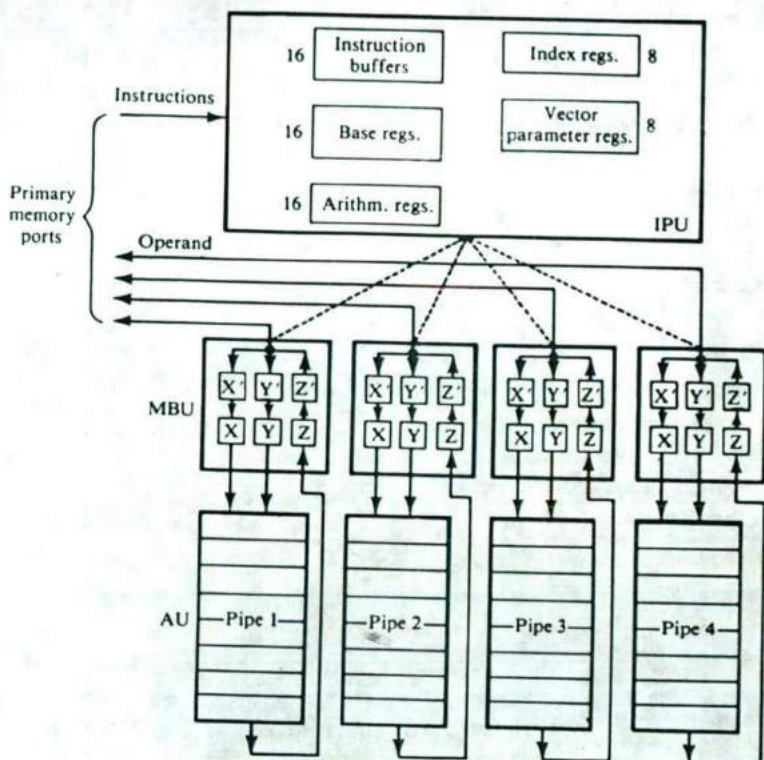 16
Instruction
buffers
Index regs.
8
Instructions
16
Base regs.
Vector
parameter regs.
8
Primary
memory
ports
16
Arithm. regs.
IPU
Operand
MBU
X' Y' Z'
X Y Z
X' Y' Z'
X Y Z
X' Y' Z'
X Y Z
X' Y' Z'
X Y Z
AU
Pipe 1
Pipe 2
Pipe 3
Pipe 4